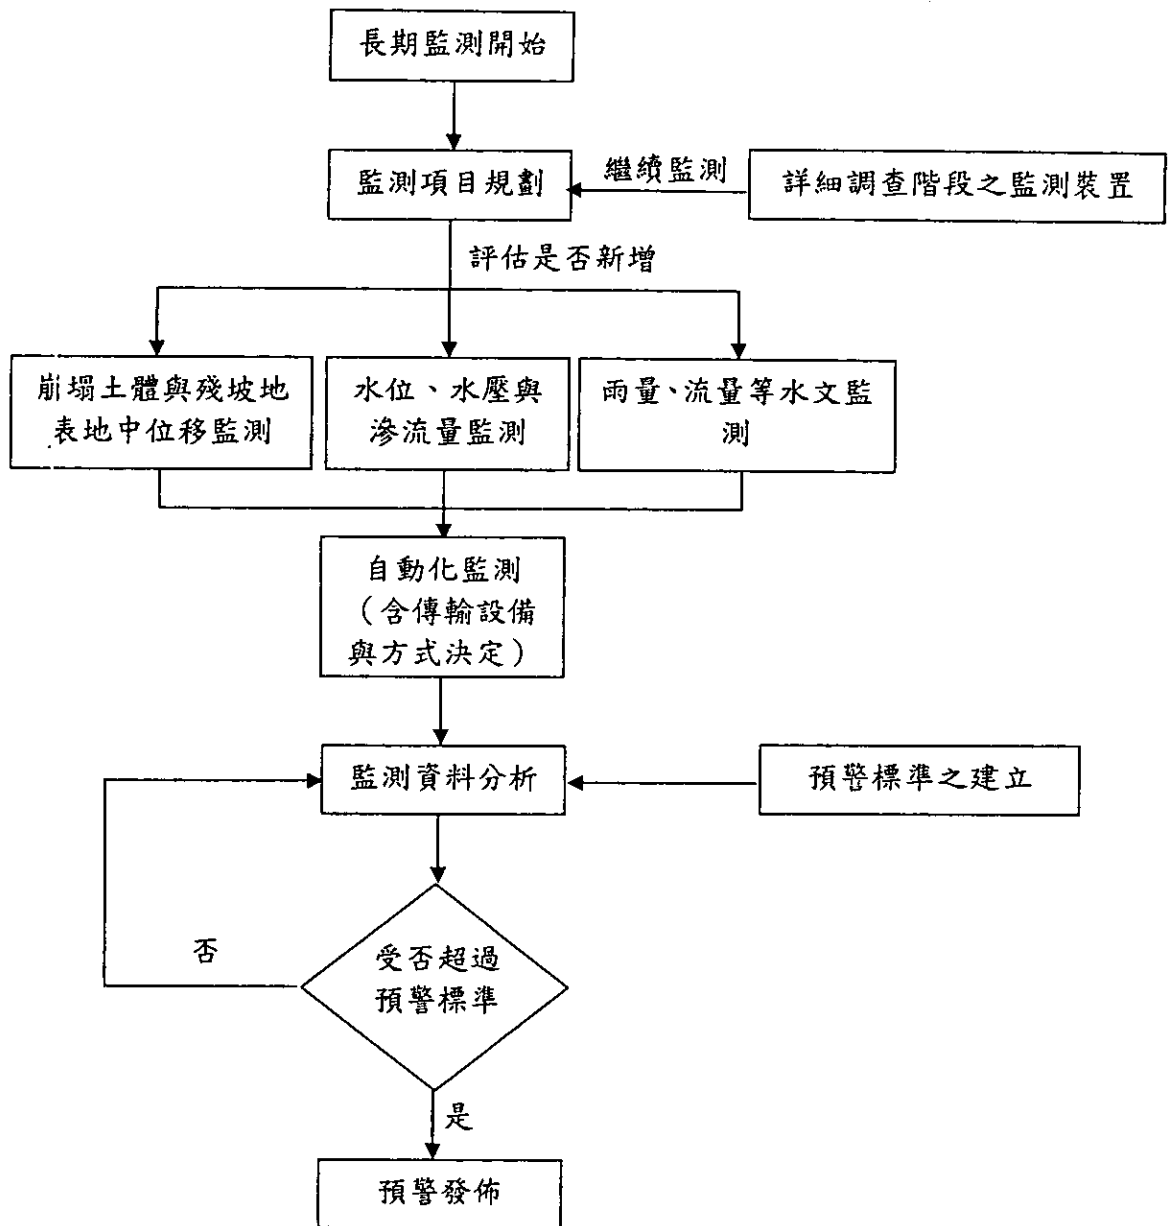 長期監測開始
監測項目規劃
繼續監測
詳細調查階段之監測裝置
評估是否新增
崩塌土體與殘坡地
表地中位移監測
水位、水壓與
滲流量監測
雨量、流量等水文監
測
自動化監測
(含傳輸設備
與方式決定)
監測資料分析
預警標準之建立
否
受否超過
預警標準
是
預警發佈